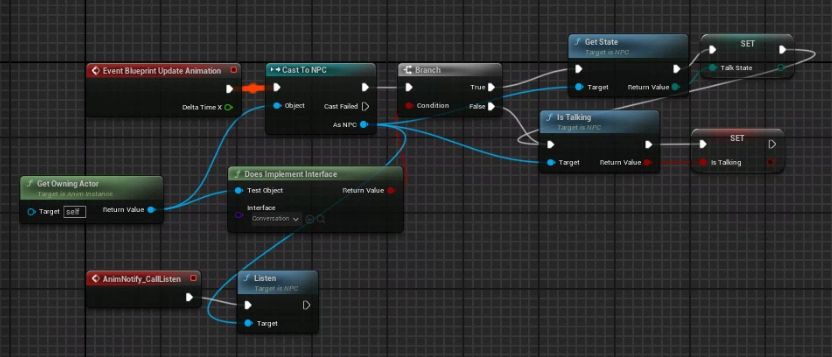 Event Blueprint Update Animation
Delta Time X
Cast To NPC
Object
Cast Failed
As NPC
Branch
Condition
True
False
Get State
Target is NPC
Target
Return Value
SET
Talk State
Is Talking
Target is NPC
Target
Return Value
SET
Is Talking
Get Owning Actor
Target is Anim Instance
Target
self
Return Value
Does Implement Interface
Test Object
Return Value
Interface
Conversation
AnimNotify_CallListen
Listen
Target is NPC
Target